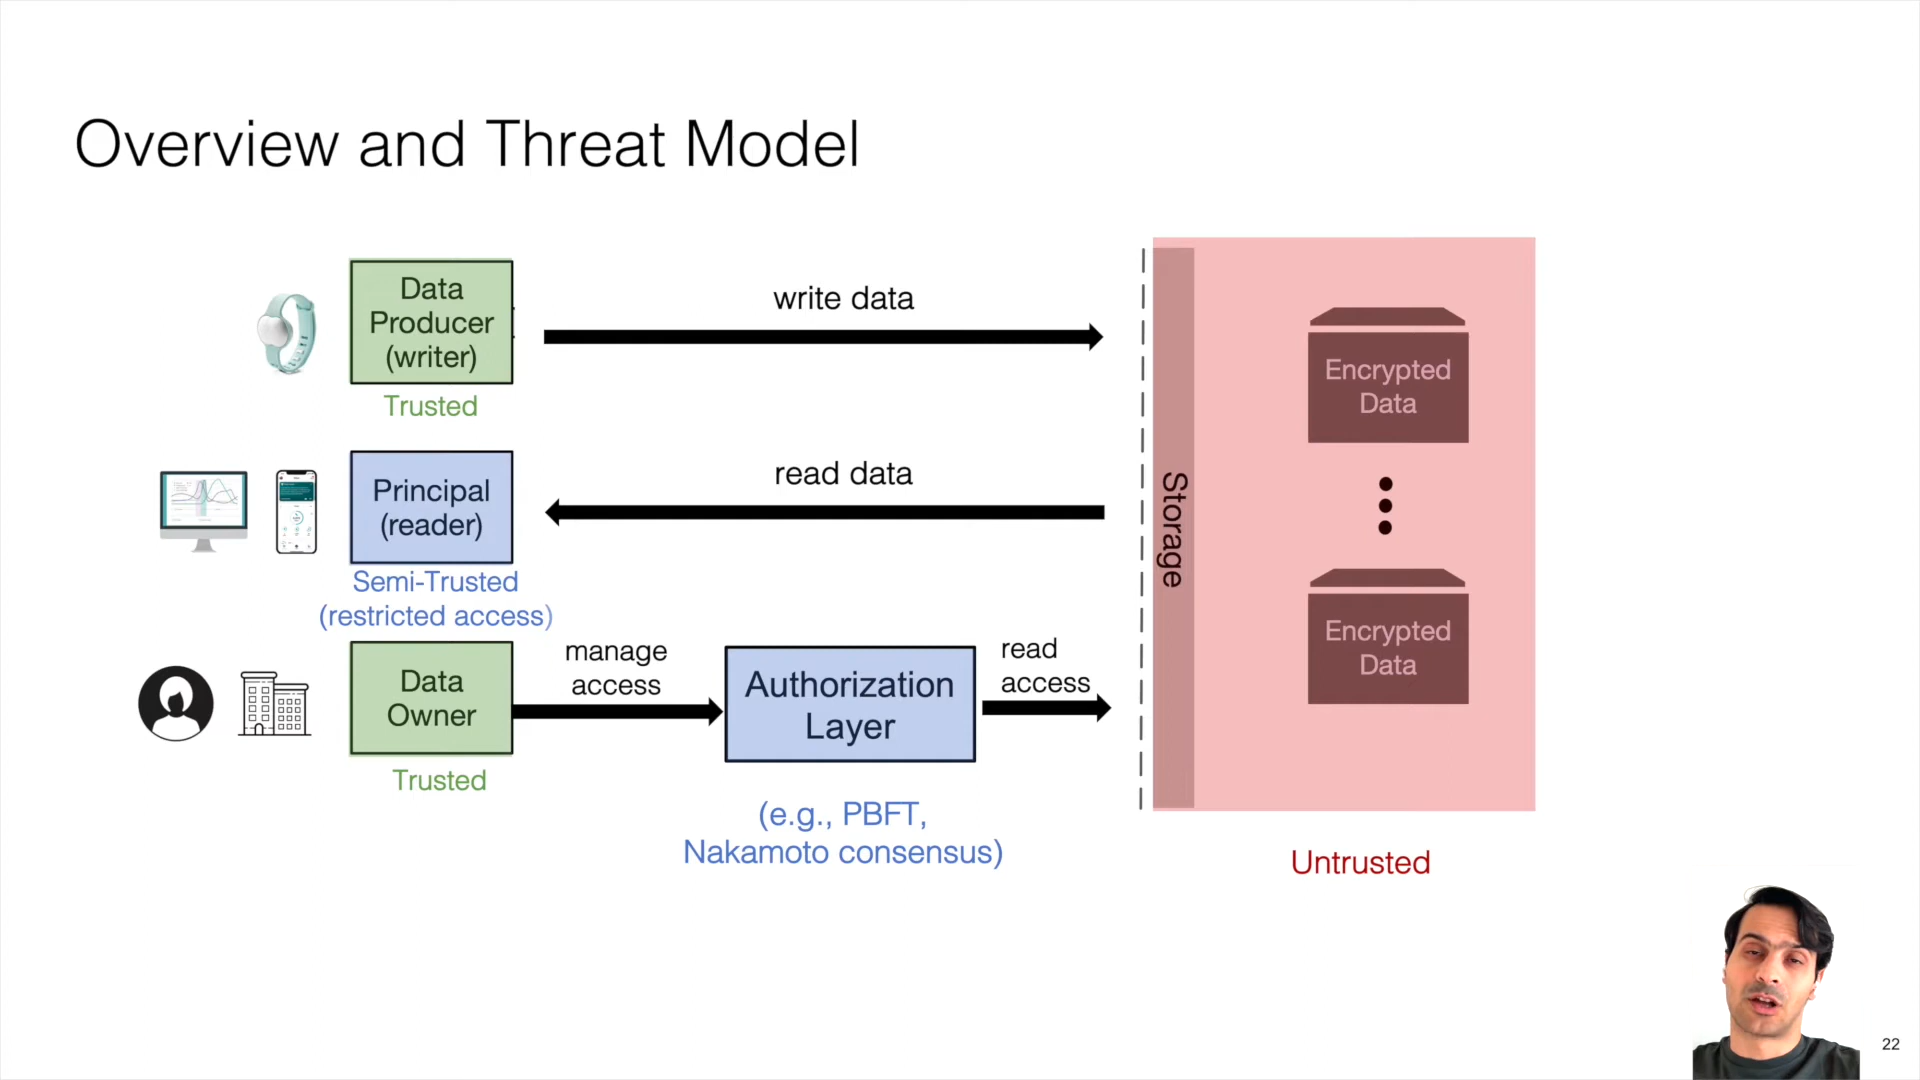 Overview and Threat Model
Data
Producer
(writer)
Trusted
write data
Principal
(reader)
Semi-Trusted
(restricted access)
read data
Data
Owner
Trusted
manage
access
Authorization
Layer
(e.g., PBFT,
Nakamoto consensus)
read
access
Storage
Encrypted
Data
Encrypted
Data
Untrusted
22